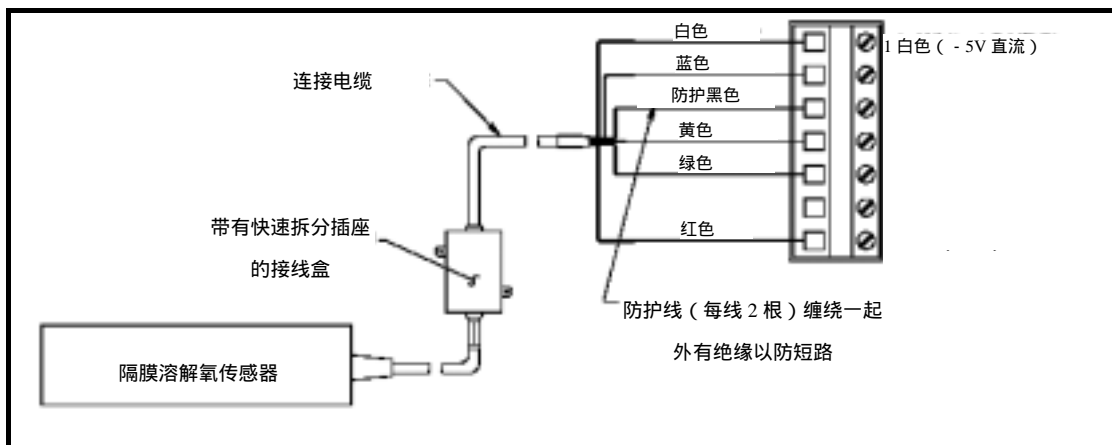 白色
1 白色（ - 5V 直流）
蓝色
连接电缆
防护黑色
黄色
绿色
带有快速拆分插座
的接线盒
红色
防护线（每线 2 根）缠绕一起
外有绝缘以防短路
隔膜溶解氧传感器